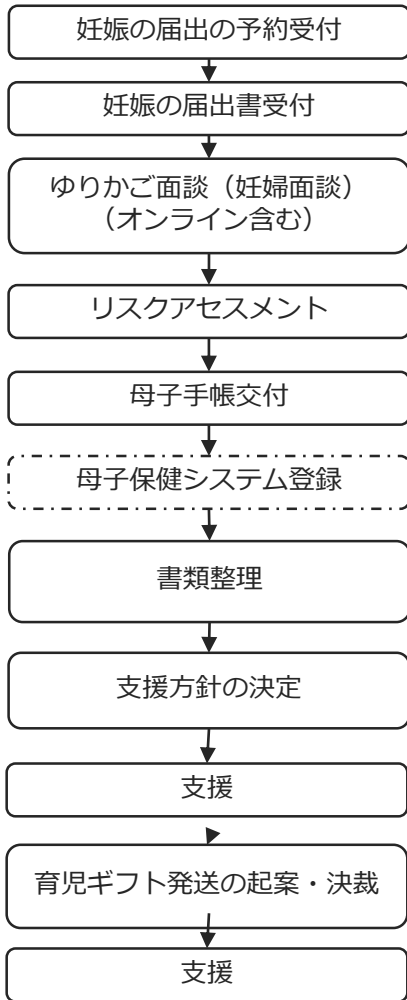 妊娠の届出の予約受付
妊娠の届出書受付
ゆりかご面談（妊婦面談）
（オンライン含む）
リスクアセスメント
母子手帳交付
母子保健システム登録
書類整理
支援方針の決定
支援
育児ギフト発送の起案・決裁
支援